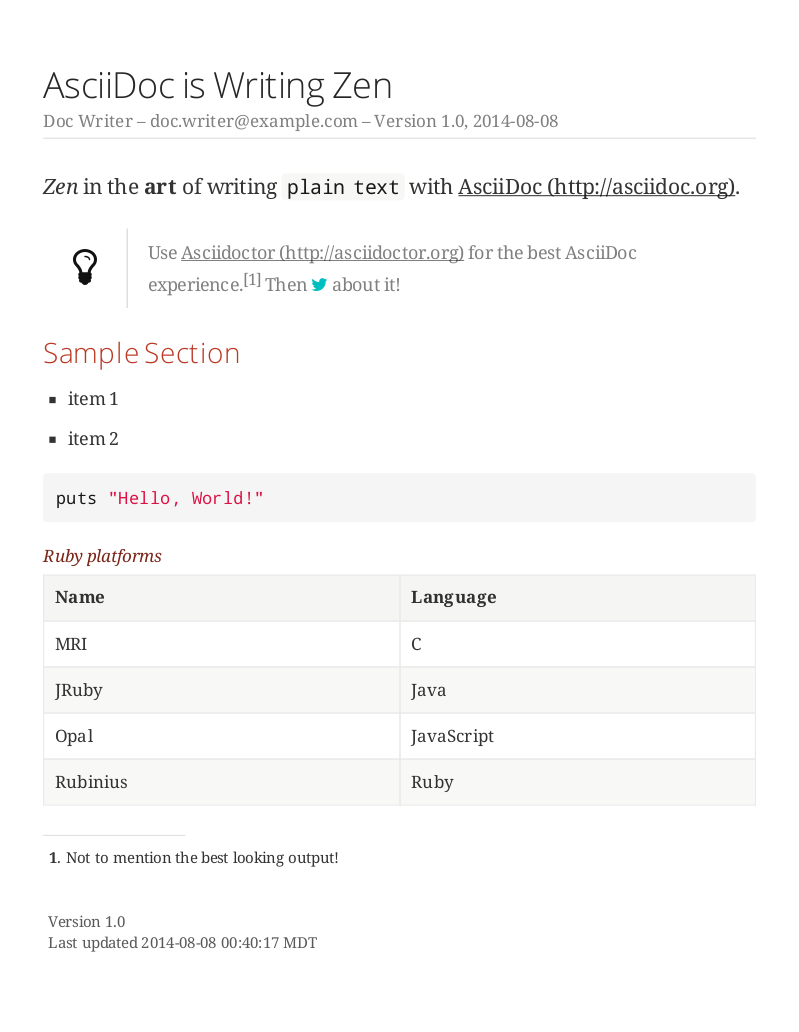 AsciiDoc is Writing Zen
Doc Writer – doc.writer@example.com – Version 1.0, 2014-08-08
Zen in the art of writing plain text with AsciiDoc (http://asciidoc.org).
Use Asciidoctor (http://asciidoctor.org) for the best AsciiDoc
experience.[1] Then about it!
Sample Section
item 1
item 2
puts "Hello, World!"
Ruby platforms
Name Language
MRI C
JRuby Java
Opal JavaScript
Rubinius Ruby
1. Not to mention the best looking output!
Version 1.0
Last updated 2014-08-08 00:40:17 MDT